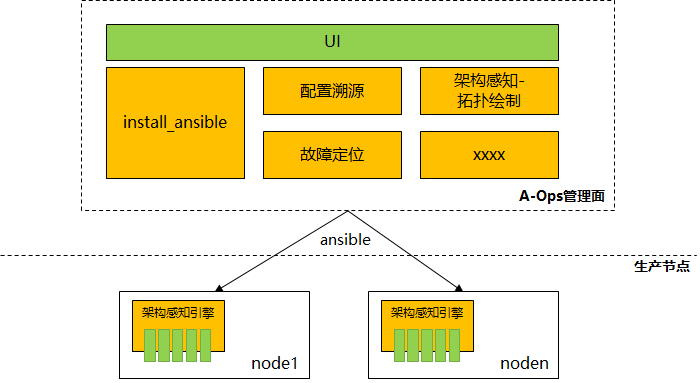 UI
install_ansible
配置溯源
架构感知-
拓扑绘制
故障定位
xxxx
A-Ops管理面
ansible
生产节点
架构感知引擎
node1
架构感知引擎
noden